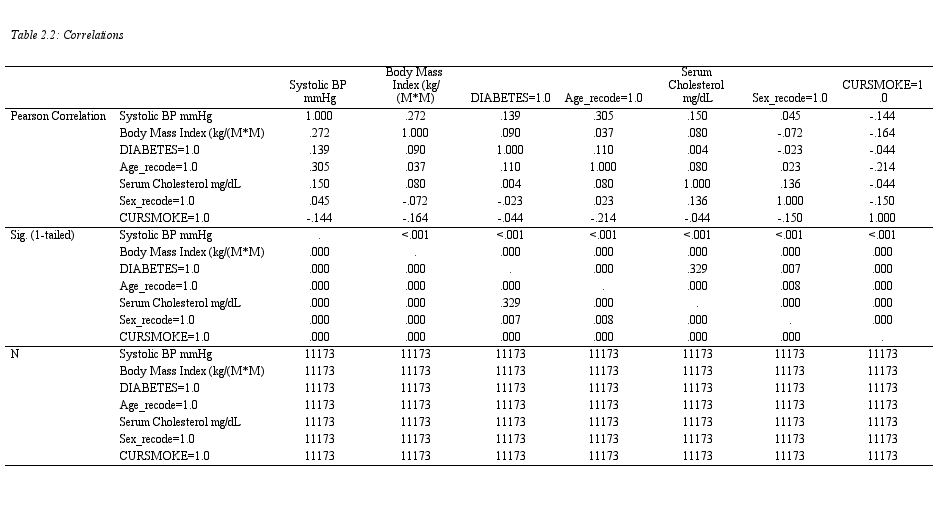 Table 2.2: Correlations
Systolic BP mmHg Body Mass Index (kg/(M*M) DIABETES=1.0 Age_recode=1.0 Serum Cholesterol mg/dL Sex_recode=1.0 CURSMOKE=1.0
Pearson Correlation Systolic BP mmHg 1.000 .272 .139 .305 .150 .045 -.144
Body Mass Index (kg/(M*M) .272 1.000 .090 .037 .080 -.072 -.164
DIABETES=1.0 .139 .090 1.000 .110 .004 -.023 -.044
Age_recode=1.0 .305 .037 .110 1.000 .080 .023 -.214
Serum Cholesterol mg/dL .150 .080 .004 .080 1.000 .136 -.044
Sex_recode=1.0 .045 -.072 -.023 .023 .136 1.000 -.150
CURSMOKE=1.0 -.144 -.164 -.044 -.214 -.044 -.150 1.000
Sig. (1-tailed) Systolic BP mmHg . <.001 <.001 <.001 <.001 <.001 <.001
Body Mass Index (kg/(M*M) .000 . .000 .000 .000 .000 .000
DIABETES=1.0 .000 .000 . .000 .329 .007 .000
Age_recode=1.0 .000 .000 .000 . .000 .008 .000
Serum Cholesterol mg/dL .000 .000 .329 .000 . .000 .000
Sex_recode=1.0 .000 .000 .007 .008 .000 . .000
CURSMOKE=1.0 .000 .000 .000 .000 .000 .000 .
N Systolic BP mmHg 11173 11173 11173 11173 11173 11173 11173
Body Mass Index (kg/(M*M) 11173 11173 11173 11173 11173 11173 11173
DIABETES=1.0 11173 11173 11173 11173 11173 11173 11173
Age_recode=1.0 11173 11173 11173 11173 11173 11173 11173
Serum Cholesterol mg/dL 11173 11173 11173 11173 11173 11173 11173
Sex_recode=1.0 11173 11173 11173 11173 11173 11173 11173
CURSMOKE=1.0 11173 11173 11173 11173 11173 11173 11173